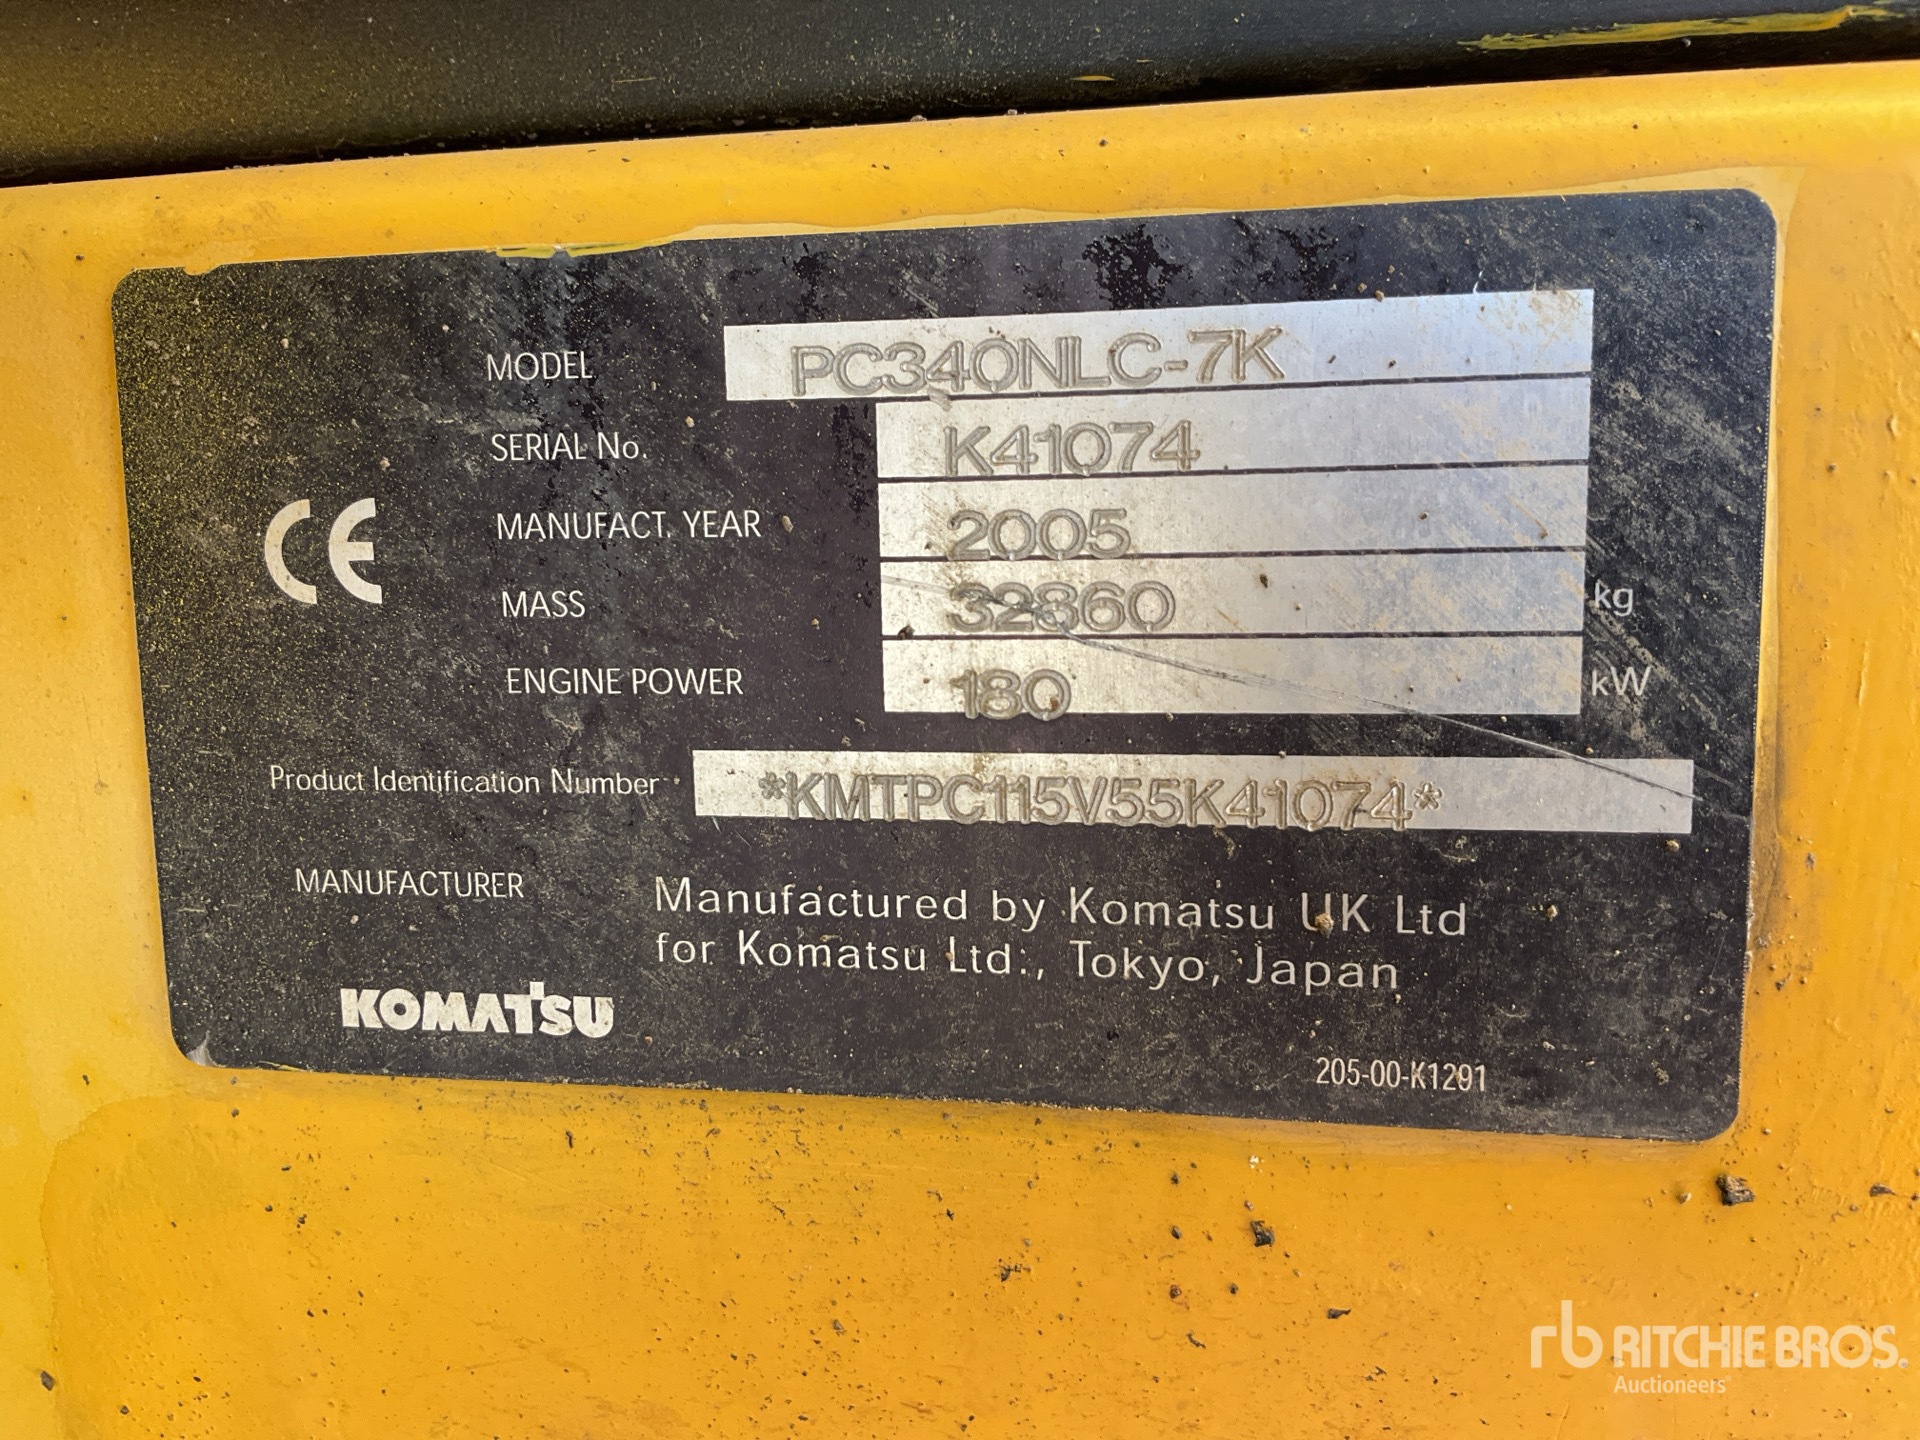 MODEL PC340NLC-7K
SERIAL No. K41074
MANUFACT. YEAR 2005
MASS 32860 kg
ENGINE POWER 180 kW
CE
Product Identification Number *KMTPC115V55K41074*
MANUFACTURER Manufactured by Komatsu UK Ltd
for Komatsu Ltd., Tokyo, Japan
KOMATSU
205-00-K1291
rb RITCHIE BROS.
Auctioneers